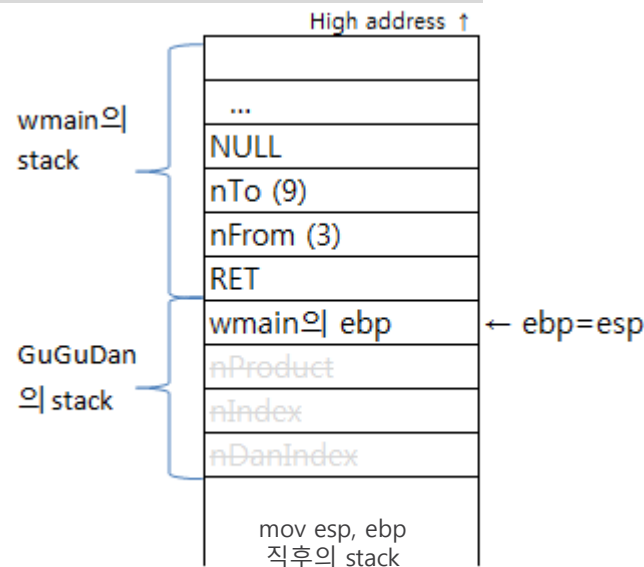 High address ↑
wmain의
stack
...
NULL
nTo (9)
nFrom (3)
RET
wmain의 ebp
← ebp=esp
GuGuDan
의 stack
nProduct
nIndex
nDanIndex
mov esp, ebp
직후의 stack